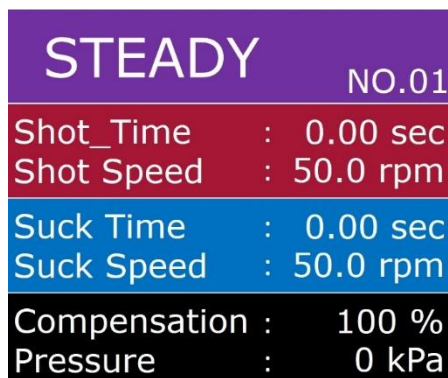 STEADY
NO.01
Shot_Time : 0.00 sec
Shot Speed : 50.0 rpm
Suck Time : 0.00 sec
Suck Speed : 50.0 rpm
Compensation : 100 %
Pressure : 0 kPa